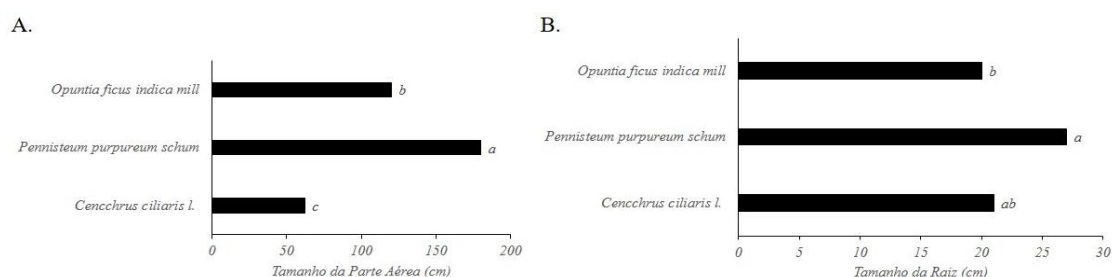 A.
Opuntia ficus indica mill
b
Pennisteum purpureum schum
a
Cencchrus ciliaris l.
c
0 50 100 150 200
Tamanho da Parte Aérea (cm)
B.
Opuntia ficus indica mill
b
Pennisteum purpureum schum
a
Cencchrus ciliaris l.
ab
0 5 10 15 20 25 30
Tamanho da Raiz (cm)